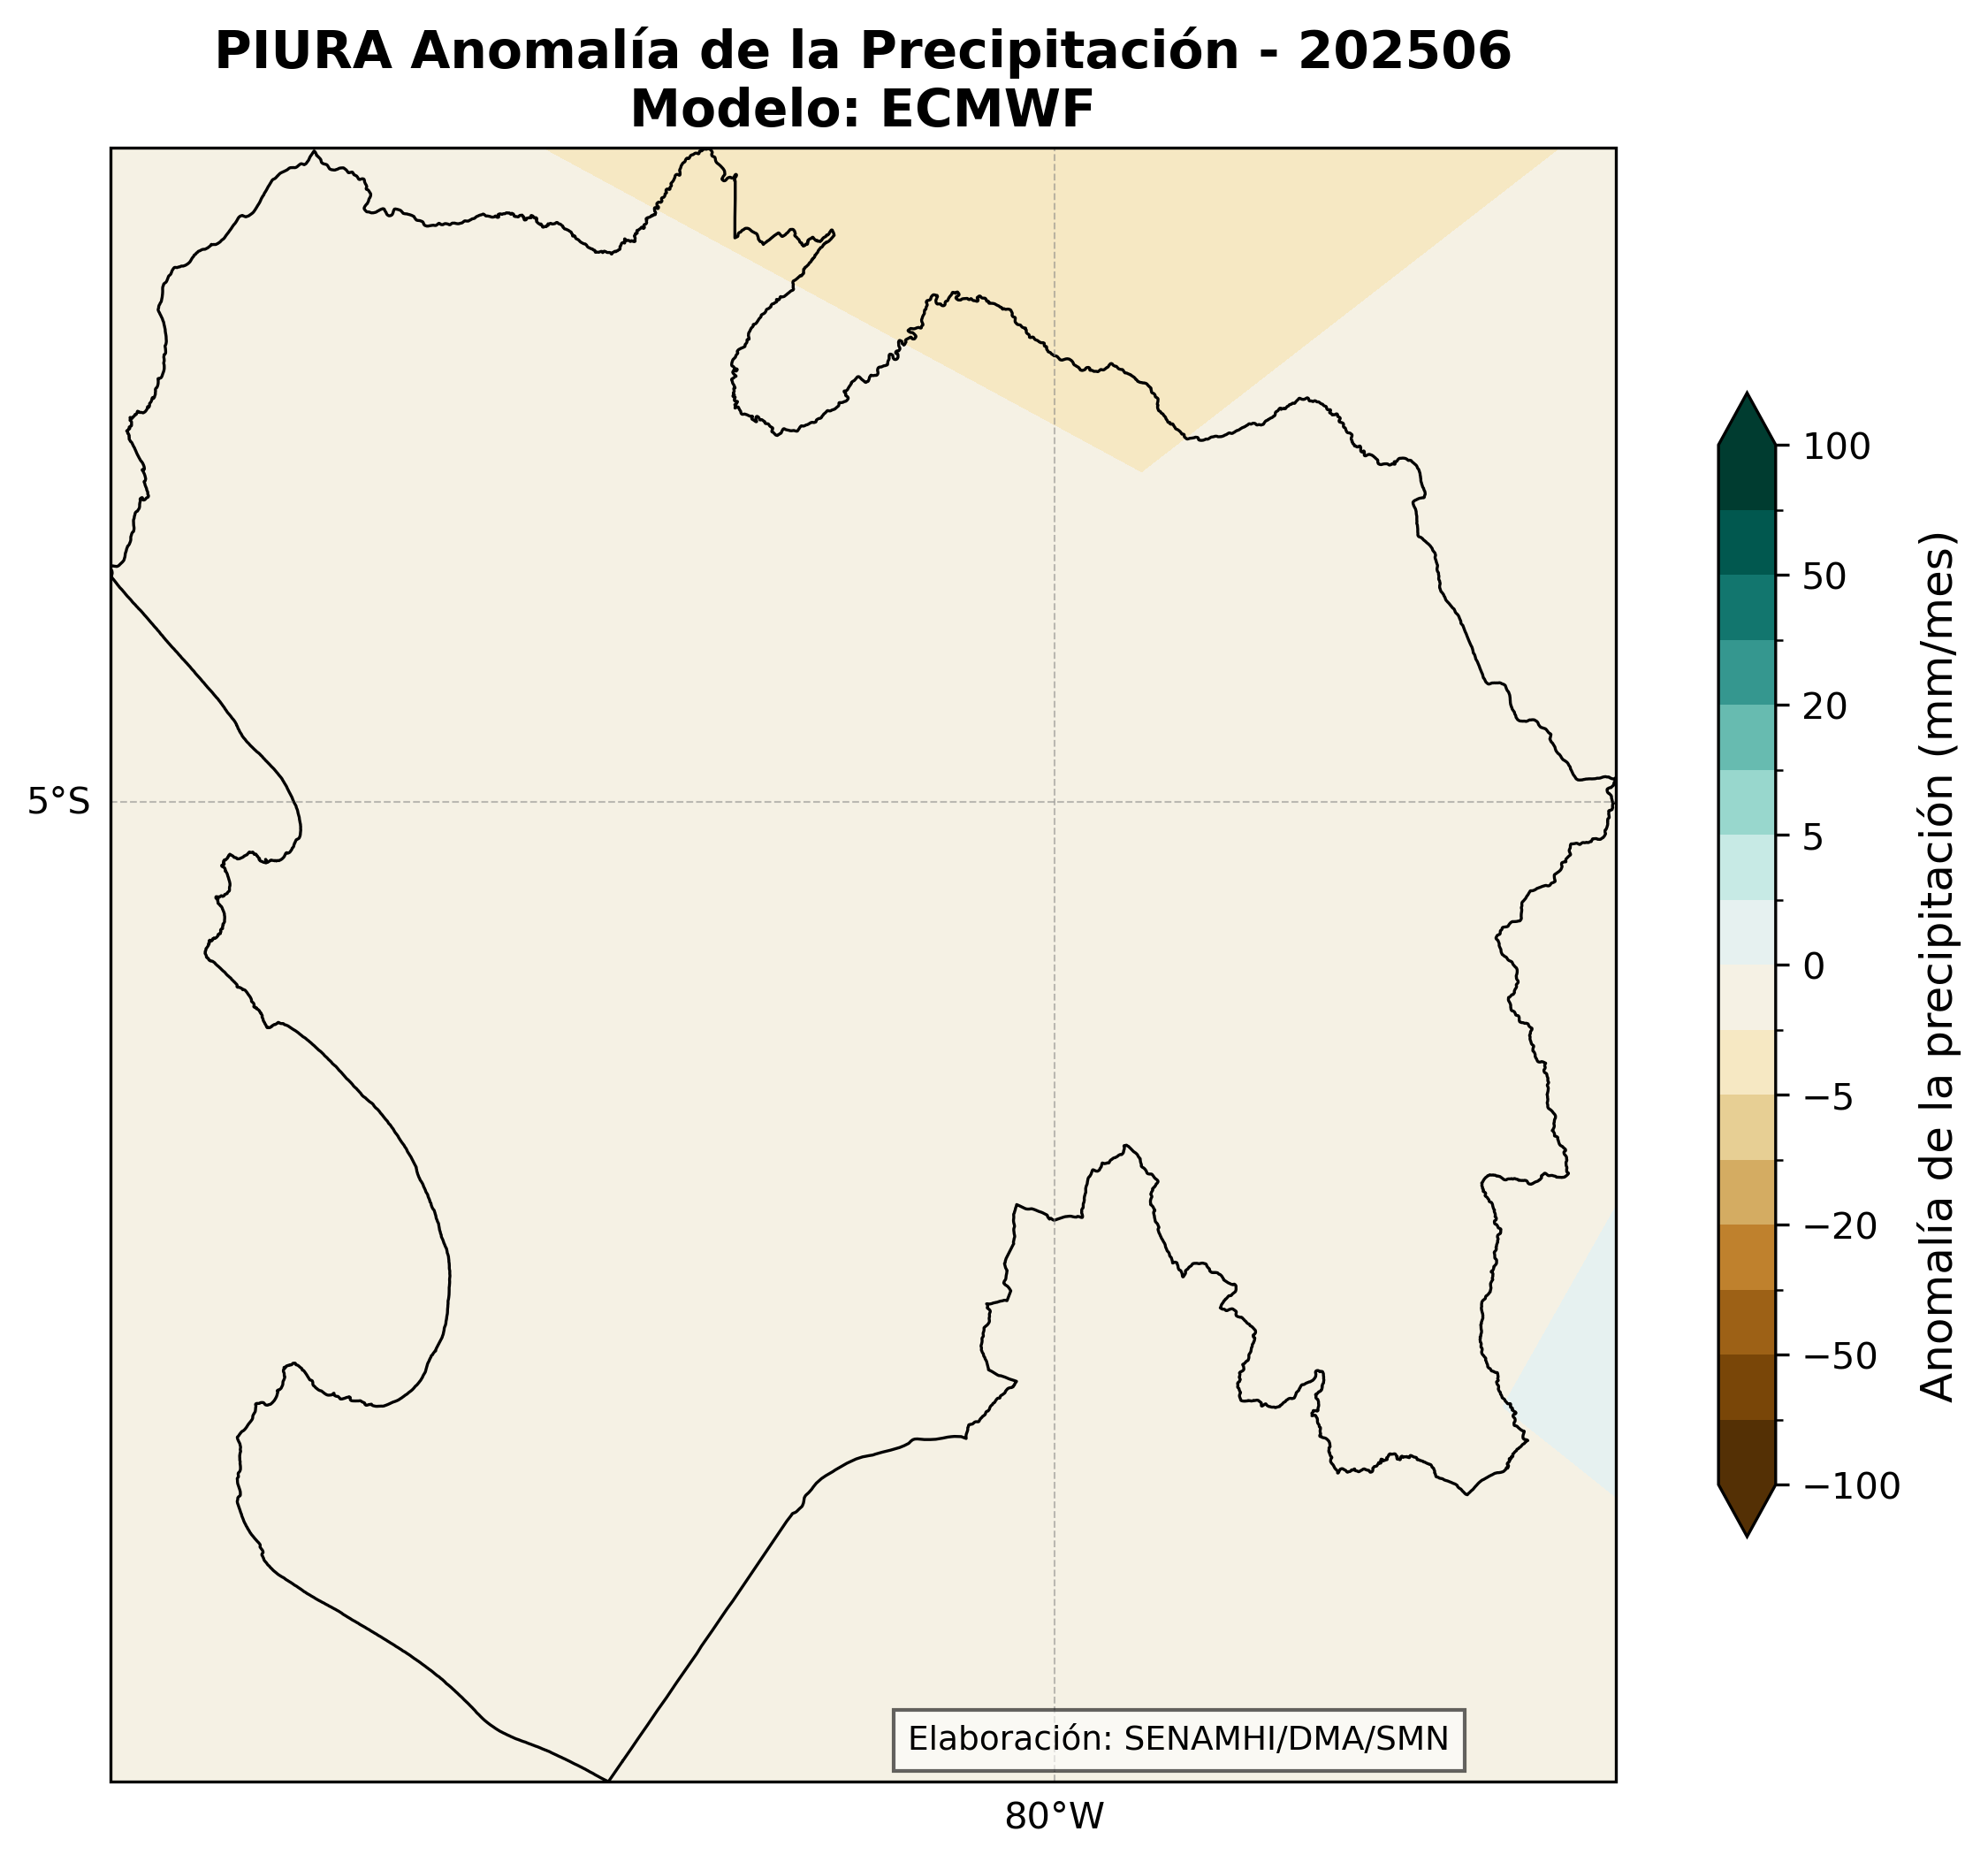 PIURA Anomalía de la Precipitación - 202506
Modelo: ECMWF
5°S
80°W
Elaboración: SENAMHI/DMA/SMN
100
50
20
5
0
−5
−20
−50
−100
Anomalía de la precipitación (mm/mes)